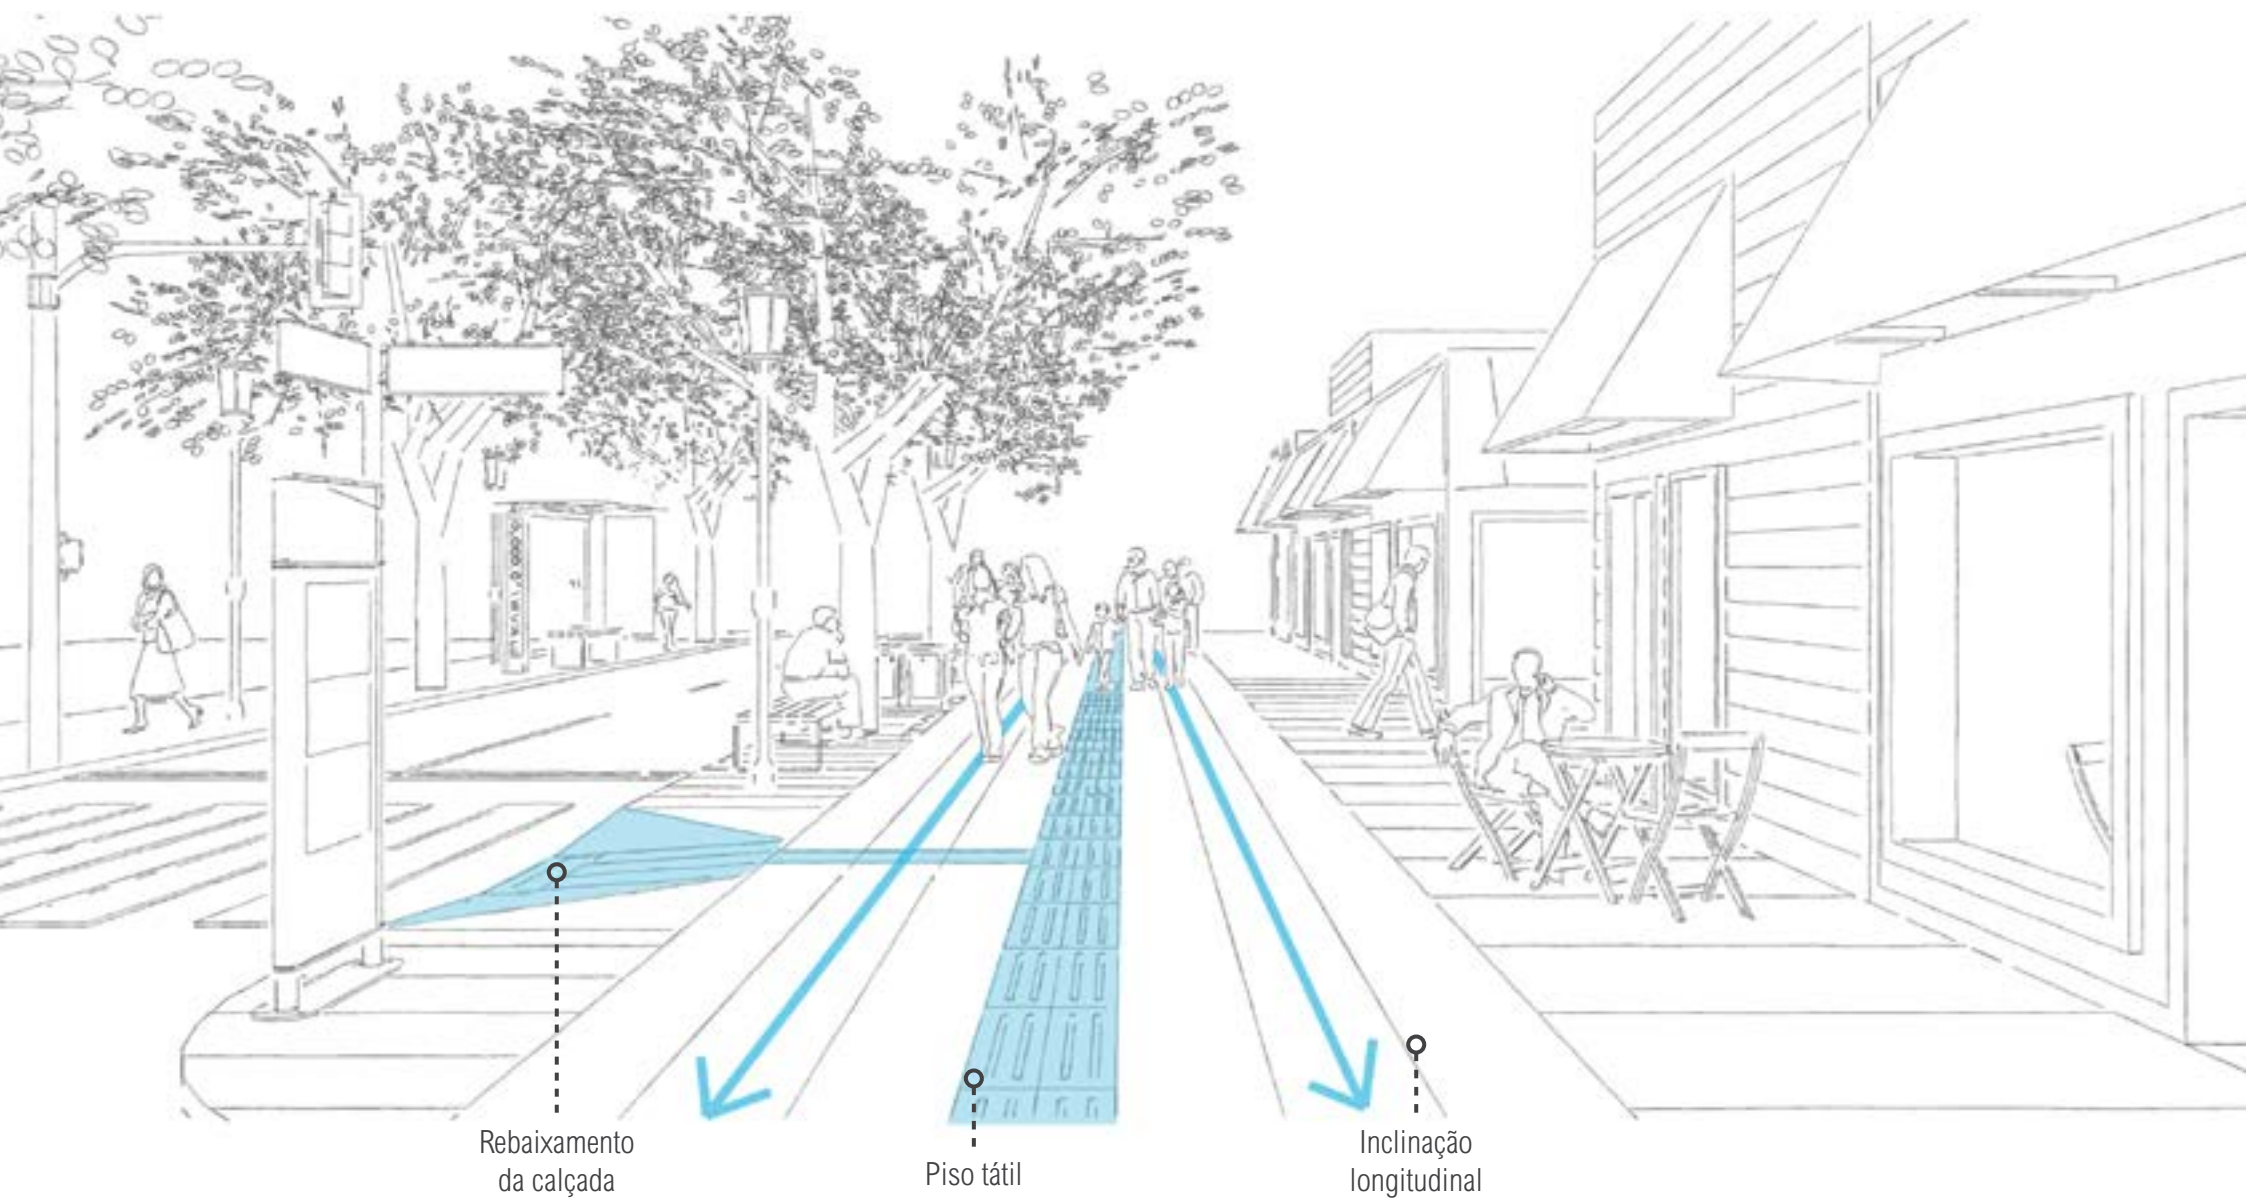 Rebaixamento
da calçada
Piso tátil
Inclinação
longitudinal